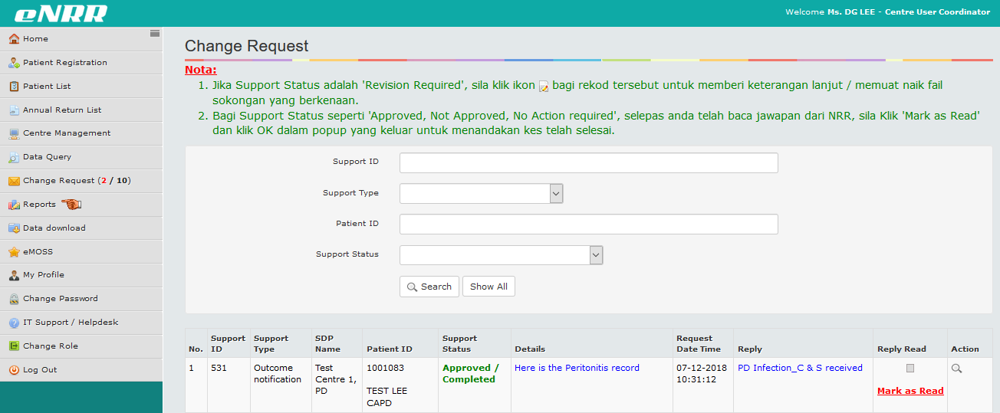 eNRR
Welcome Ms. DG LEE - Centre User Coordinator
Home
Patient Registration
Patient List
Annual Return List
Centre Management
Data Query
Change Request (2 / 10)
Reports
Data download
eMOSS
My Profile
Change Password
IT Support / Helpdesk
Change Role
Log Out
Change Request
Nota:
1. Jika Support Status adalah 'Revision Required', sila klik ikon bagi rekod tersebut untuk memberi keterangan lanjut / memuat naik fail
sokongan yang berkenaan.
2. Bagi Support Status seperti 'Approved, Not Approved, No Action required', selepas anda telah baca jawapan dari NRR, sila Klik 'Mark as Read'
dan klik OK dalam popup yang keluar untuk menandakan kes telah selesai.
Support ID
Support Type
Patient ID
Support Status
Search Show All
No. Support ID Support Type SDP Name Patient ID Support Status Details Request Date Time Reply Reply Read Action
1 531 Outcome notification Test Centre 1, PD 1001083 TEST LEE CAPD Approved / Completed Here is the Peritonitis record 07-12-2018 10:31:12 PD Infection_C & S received Mark as Read